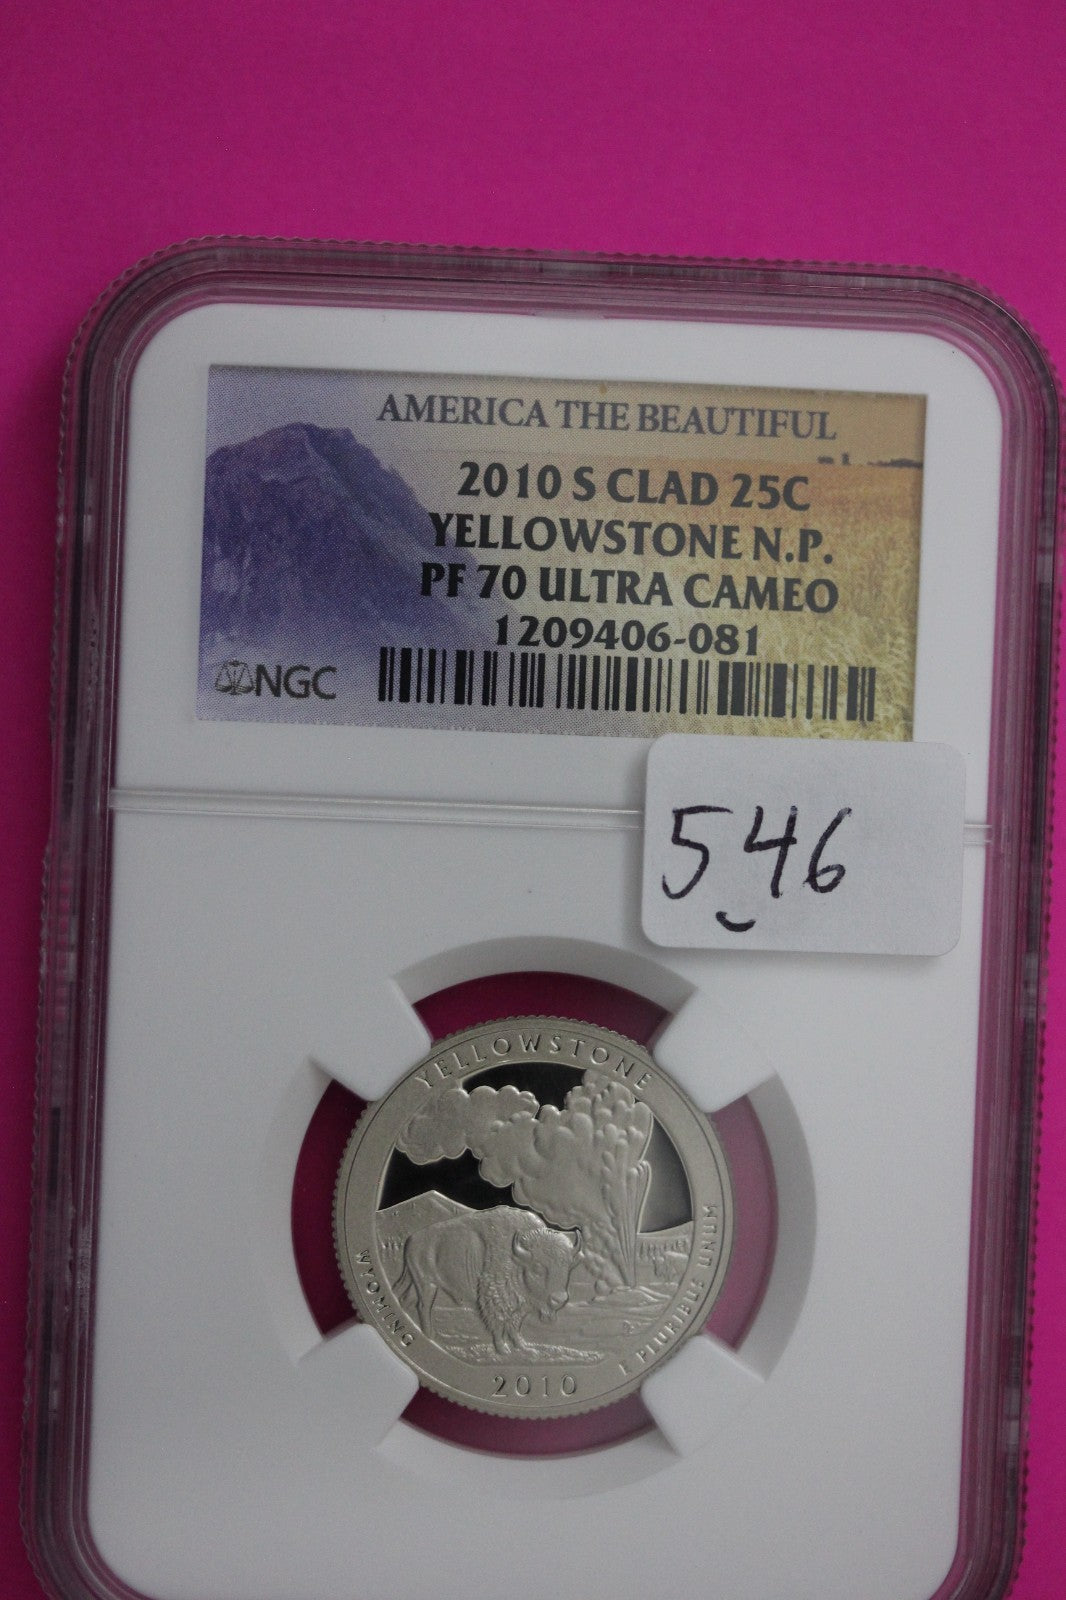 AMERICA THE BEAUTIFUL
2010 S CLAD 25C
YELLOWSTONE N.P.
PF 70 ULTRA CAMEO
1209406-081
NGC
546
YELLOWSTONE
WYOMING
E PLURIBUS UNUM
2010